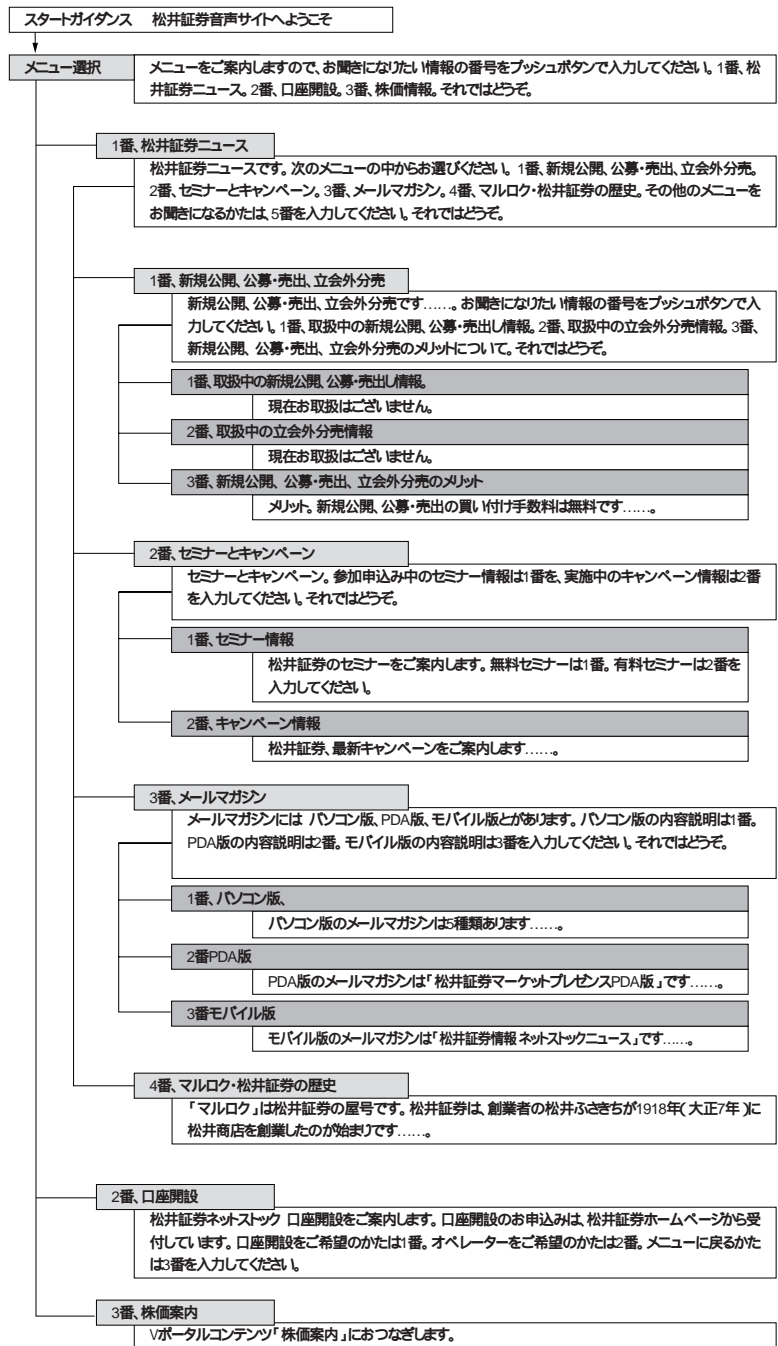 スタートガイダンス　松井証券音声サイトへようこそ
メニュー選択
メニューをご案内しますので、お聞きになりたい情報の番号をプッシュボタンで入力してください。1番、松
井証券ニュース。2番、口座開設。3番、株価情報。それではどうぞ。
1番、松井証券ニュース
松井証券ニュースです。次のメニューの中からお選びください。1番、新規公開、公募・売出、立会外分売。
2番、セミナーとキャンペーン。3番、メールマガジン。4番、マルロク・松井証券の歴史。その他のメニューを
お聞きになるかたは、5番を入力してください。それではどうぞ。
1番、新規公開、公募・売出、立会外分売
新規公開、公募・売出、立会外分売です……。お聞きになりたい情報の番号をプッシュボタンで入
力してください。1番、取扱中の新規公開、公募・売出し情報。2番、取扱中の立会外分売情報。3番、
新規公開、公募・売出、立会外分売のメリットについて。それではどうぞ。
1番、取扱中の新規公開、公募・売出し情報。
現在お取扱はございません。
2番、取扱中の立会外分売情報
現在お取扱はございません。
3番、新規公開、公募・売出、立会外分売のメリット
メリット。新規公開、公募・売出の買い付け手数料は無料です……。
2番、セミナーとキャンペーン
セミナーとキャンペーン。参加申込み中のセミナー情報は1番を、実施中のキャンペーン情報は2番
を入力してください。それではどうぞ。
1番、セミナー情報
松井証券のセミナーをご案内します。無料セミナーは1番。有料セミナーは2番を
入力してください。
2番、キャンペーン情報
松井証券、最新キャンペーンをご案内します……。
3番、メールマガジン
メールマガジンには パソコン版、PDA版、モバイル版とがあります。パソコン版の内容説明は1番。
PDA版の内容説明は2番。モバイル版の内容説明は3番を入力してください。それではどうぞ。
1番、パソコン版、
パソコン版のメールマガジンは5種類あります……。
2番PDA版
PDA版のメールマガジンは「松井証券マーケットプレゼンスPDA版」です……。
3番モバイル版
モバイル版のメールマガジンは「松井証券情報 ネットストックニュース」です……。
4番、マルロク・松井証券の歴史
「マルロク」は松井証券の屋号です。松井証券は、創業者の松井ふさきちが1918年(大正7年)に
松井商店を創業したのが始まりです……。
2番、口座開設
松井証券ネットストック 口座開設をご案内します。口座開設のお申込みは、松井証券ホームページから受
付しています。口座開設をご希望のかたは1番。オペレーターをご希望のかたは2番。メニューに戻るかた
は3番を入力してください。
3番、株価案内
Vポータルコンテンツ「株価案内」におつなぎします。